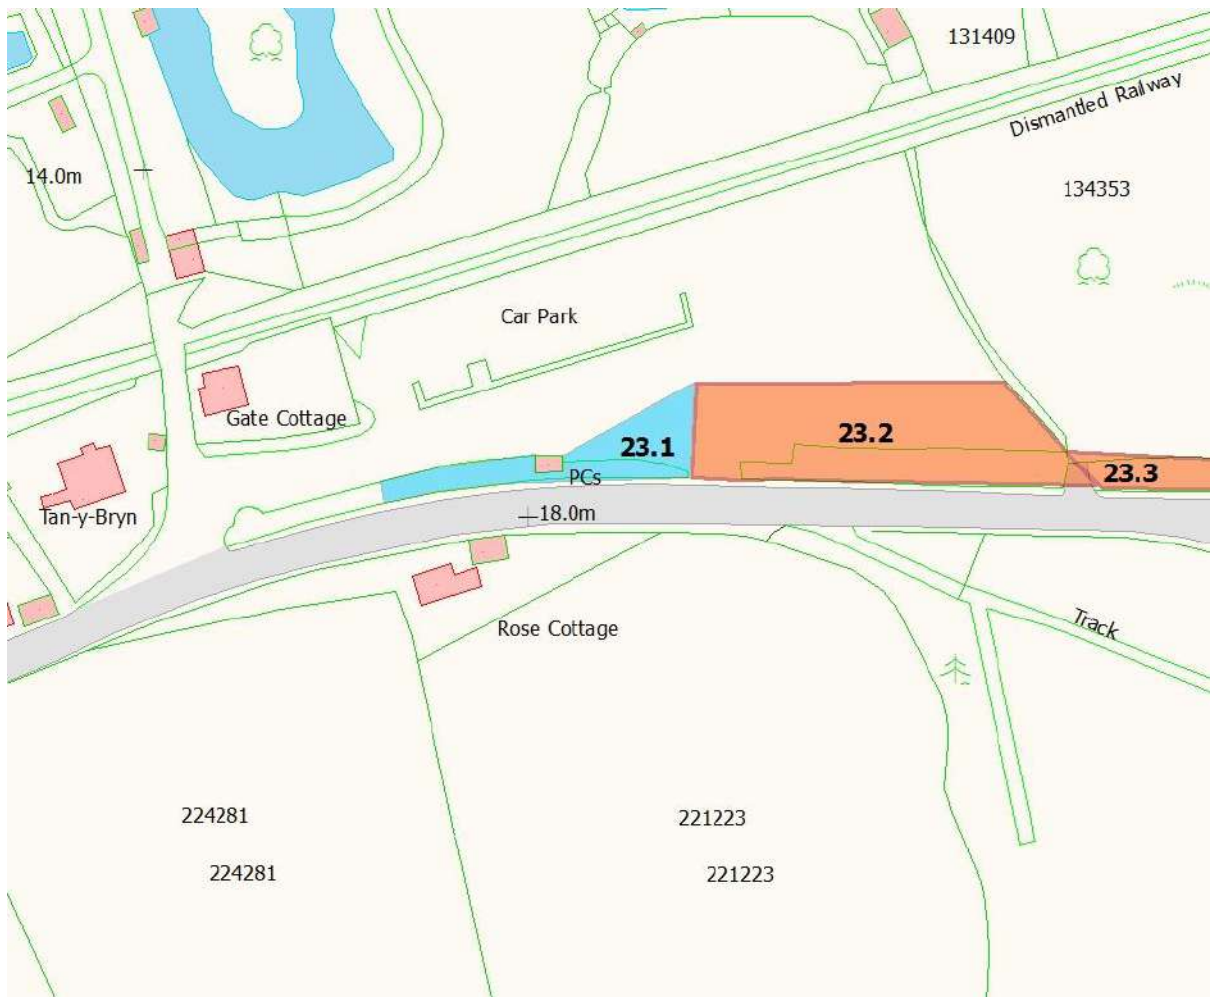 131409
Dismantled Railway
14.0m
134353
Car Park
Gate Cottage
23.1
23.2
23.3
PCs
Tan-y-Bryn
18.0m
Rose Cottage
Track
224281
221223
224281
221223